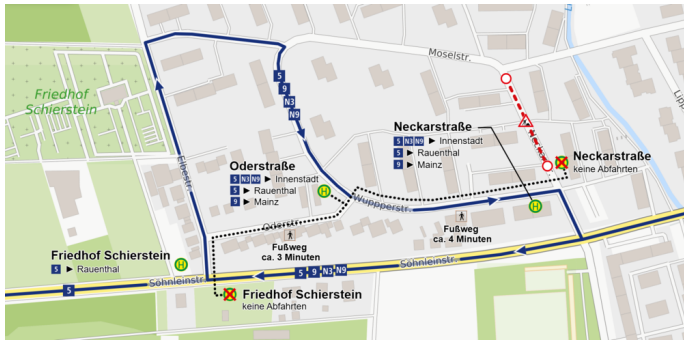 Moselstr.
Friedhof
Schierstein
5
9
N3
N9
Neckarstraße
5 N3 N9 ► Innenstadt
5 ► Rauenthal
9 ► Mainz
Neckarstraße
keine Abfahrten
Oderstraße
5 N3 N9 ► Innenstadt
5 ► Rauenthal
9 ► Mainz
Elbestr.
Wuppperstr.
Oderstr.
Fußweg
ca. 3 Minuten
Fußweg
ca. 4 Minuten
Friedhof Schierstein
5 ► Rauenthal
H
H
H
Söhnleinstr.
5 9 N3 N9
Söhnleinstr.
5
Friedhof Schierstein
keine Abfahrten